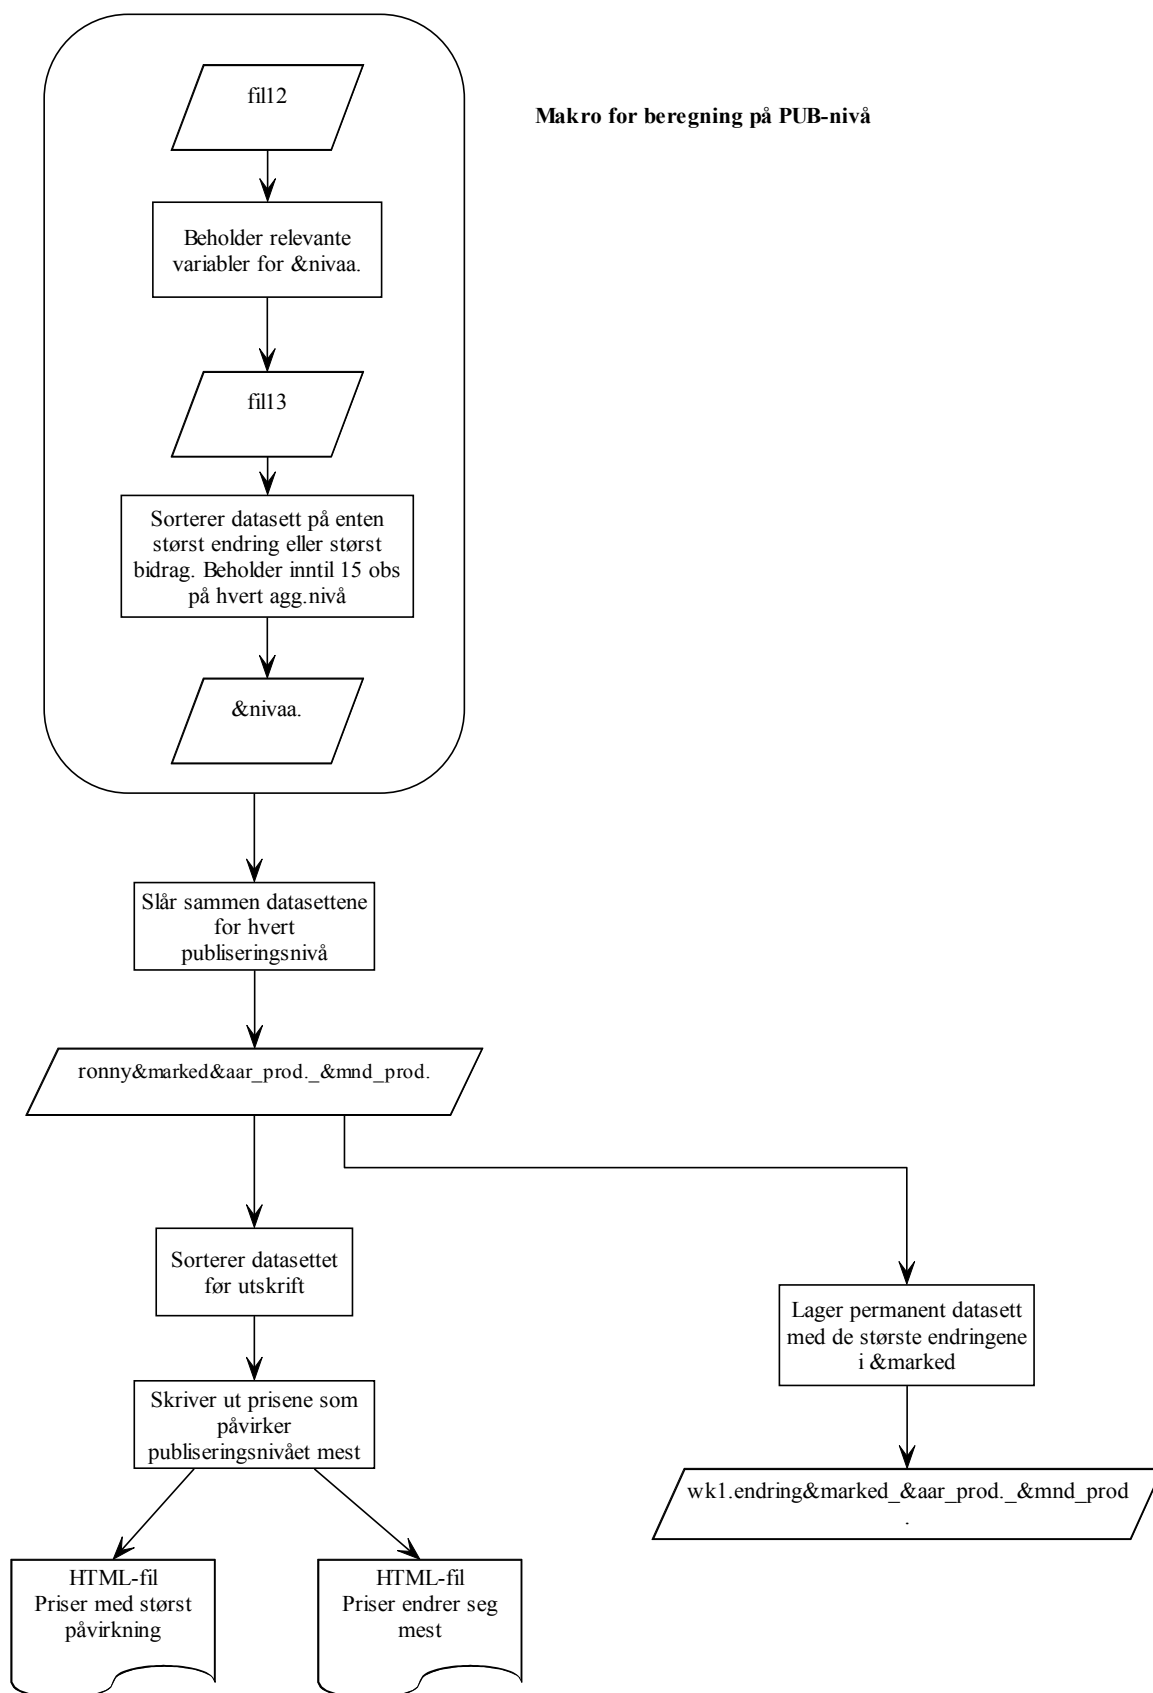 fil12
Makro for beregning på PUB-nivå
Beholder relevante
variabler for &nivaa.
fil13
Sorterer datasett på enten
størst endring eller størst
bidrag. Beholder inntil 15 obs
på hvert agg.nivå
&nivaa.
Slår sammen datasettene
for hvert
publiseringsnivå
ronny&marked&aar_prod._&mnd_prod.
Sorterer datasettet
før utskrift
Lager permanent datasett
med de største endringene
i &marked
Skriver ut prisene som
påvirker
publiseringsnivået mest
wk1.endring&marked_&aar_prod._&mnd_prod
.
HTML-fil
Priser med størst
påvirkning
HTML-fil
Priser endrer seg
mest